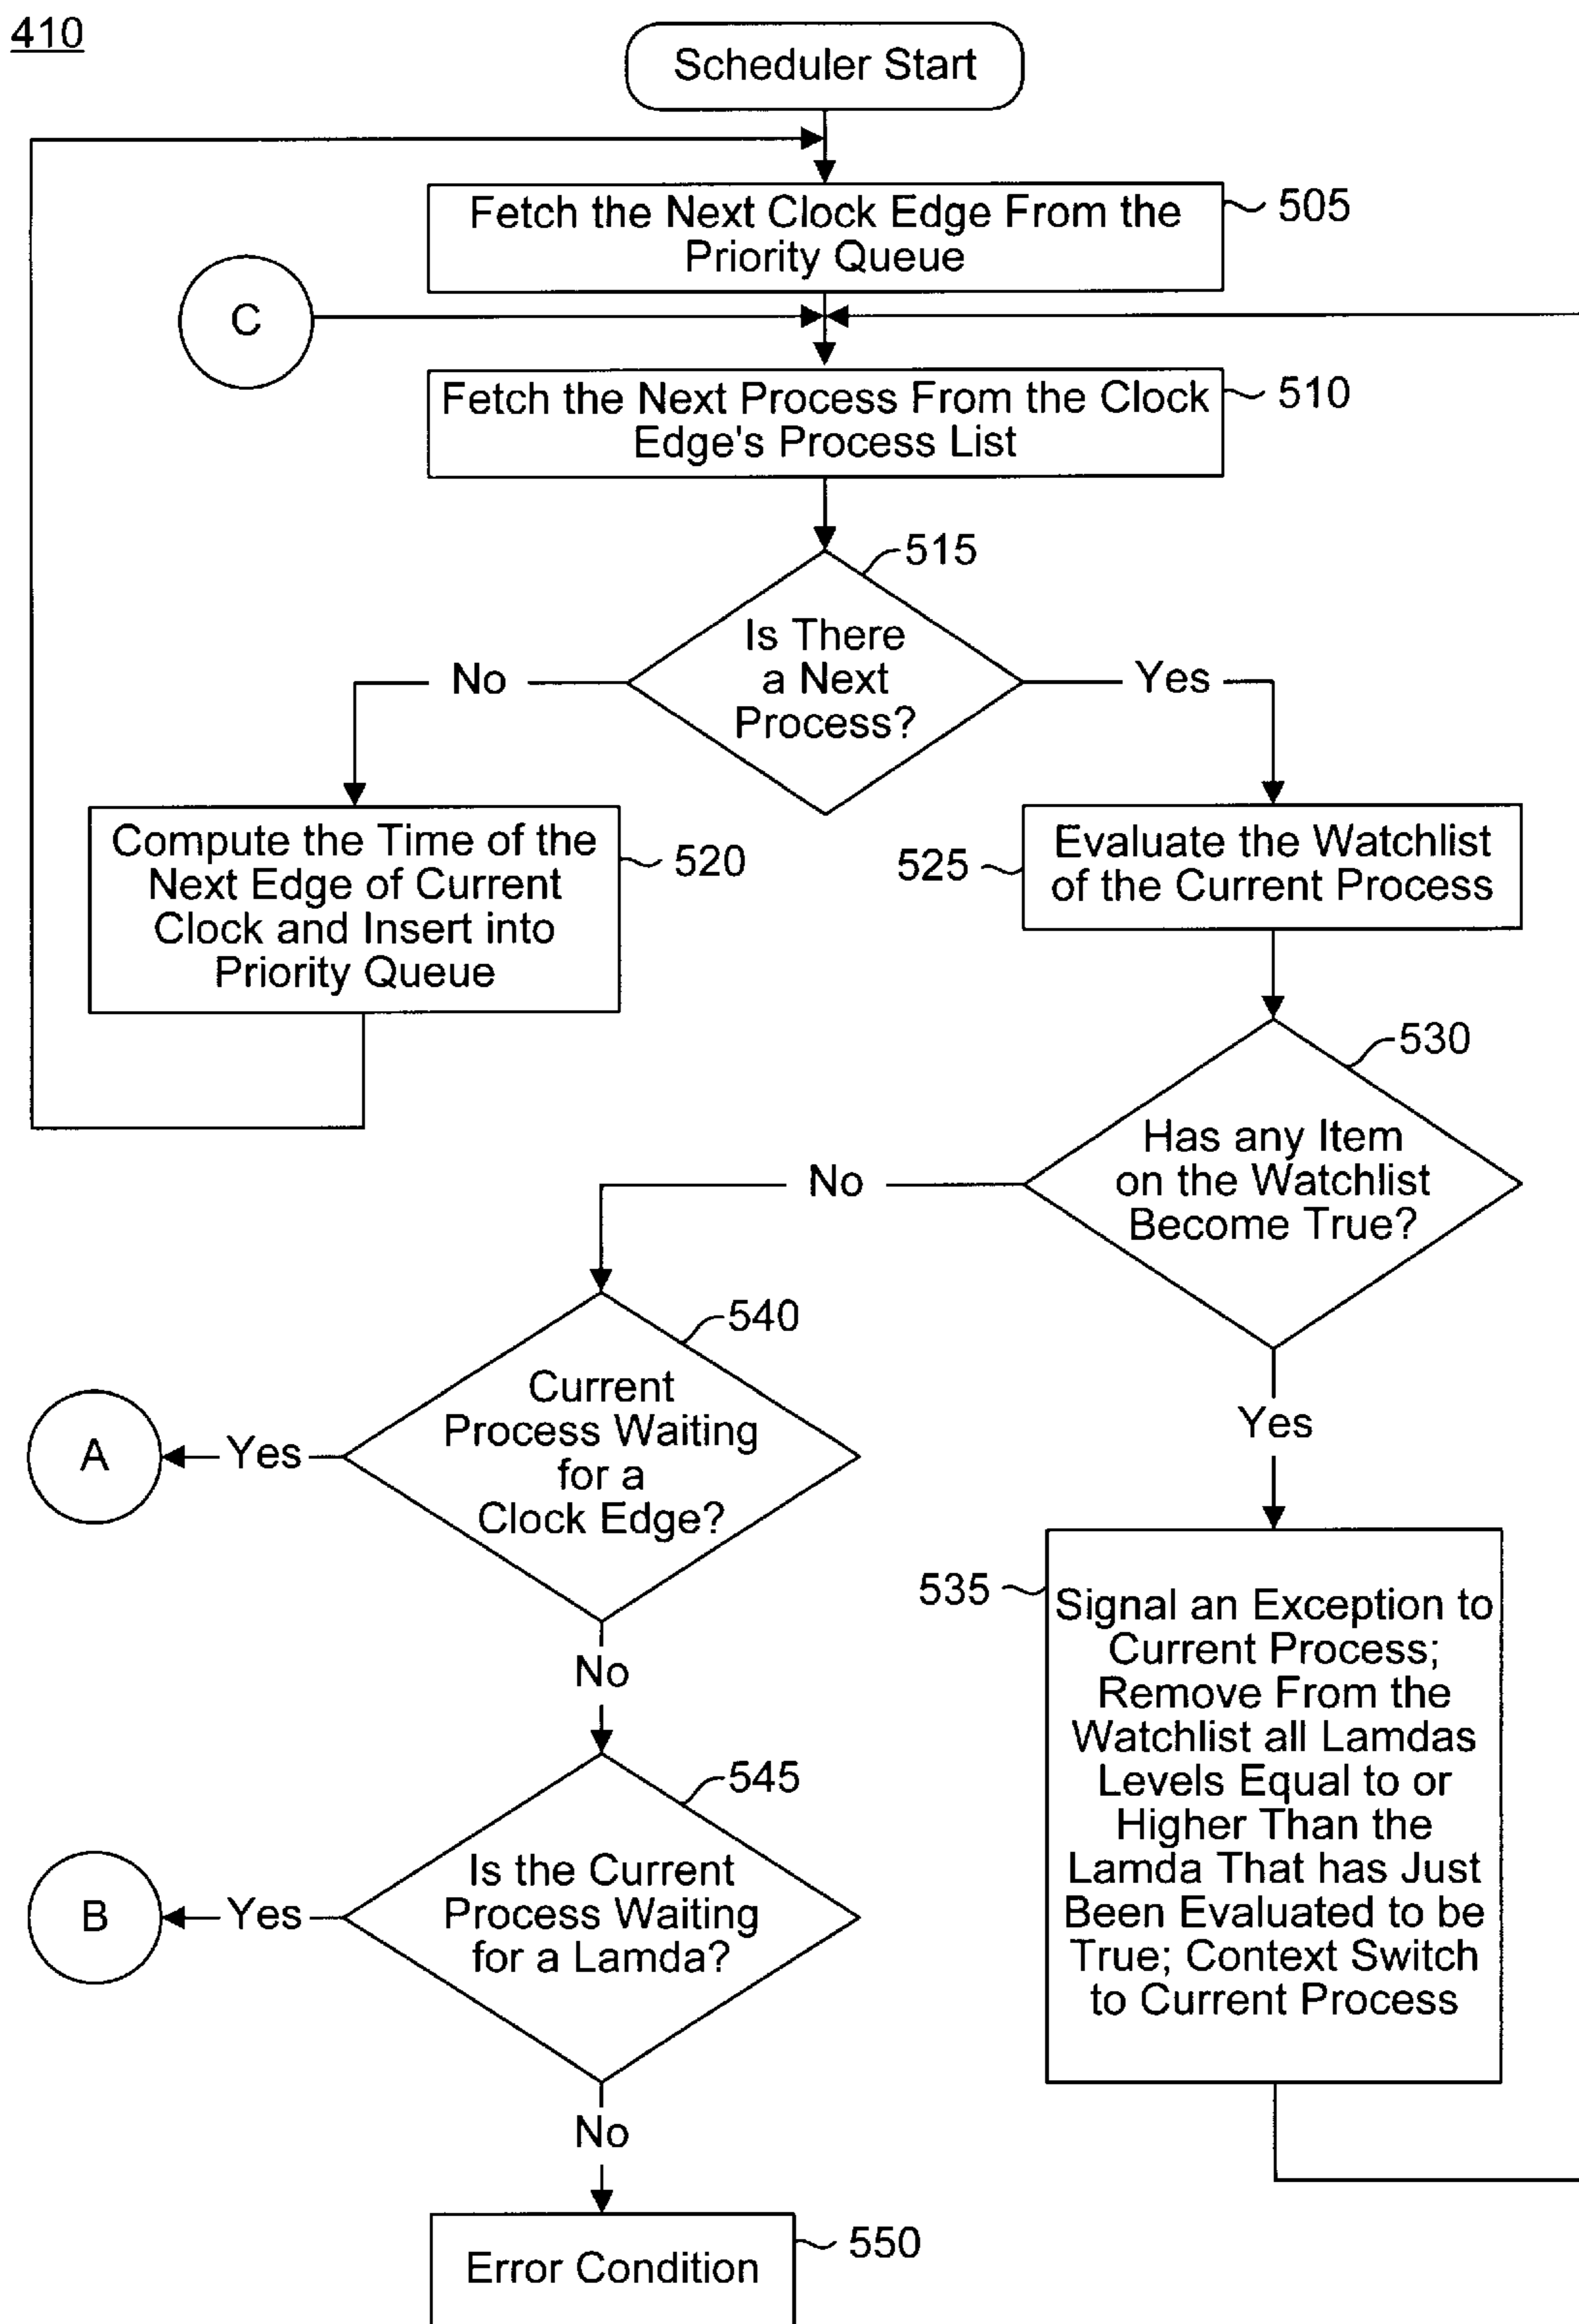 410
Scheduler Start
Fetch the Next Clock Edge From the
Priority Queue
505
C
Fetch the Next Process From the Clock
Edge's Process List
510
515
Is There
a Next
Process?
No
Yes
Compute the Time of the
Next Edge of Current
Clock and Insert into
Priority Queue
520
525
Evaluate the Watchlist
of the Current Process
530
Has any Item
on the Watchlist
Become True?
No
Yes
540
Current
Process Waiting
for a
Clock Edge?
A
Yes
No
535
Signal an Exception to
Current Process;
Remove From the
Watchlist all Lamdas
Levels Equal to or
Higher Than the
Lamda That has Just
Been Evaluated to be
True; Context Switch
to Current Process
545
Is the Current
Process Waiting
for a Lamda?
B
Yes
No
Error Condition
550